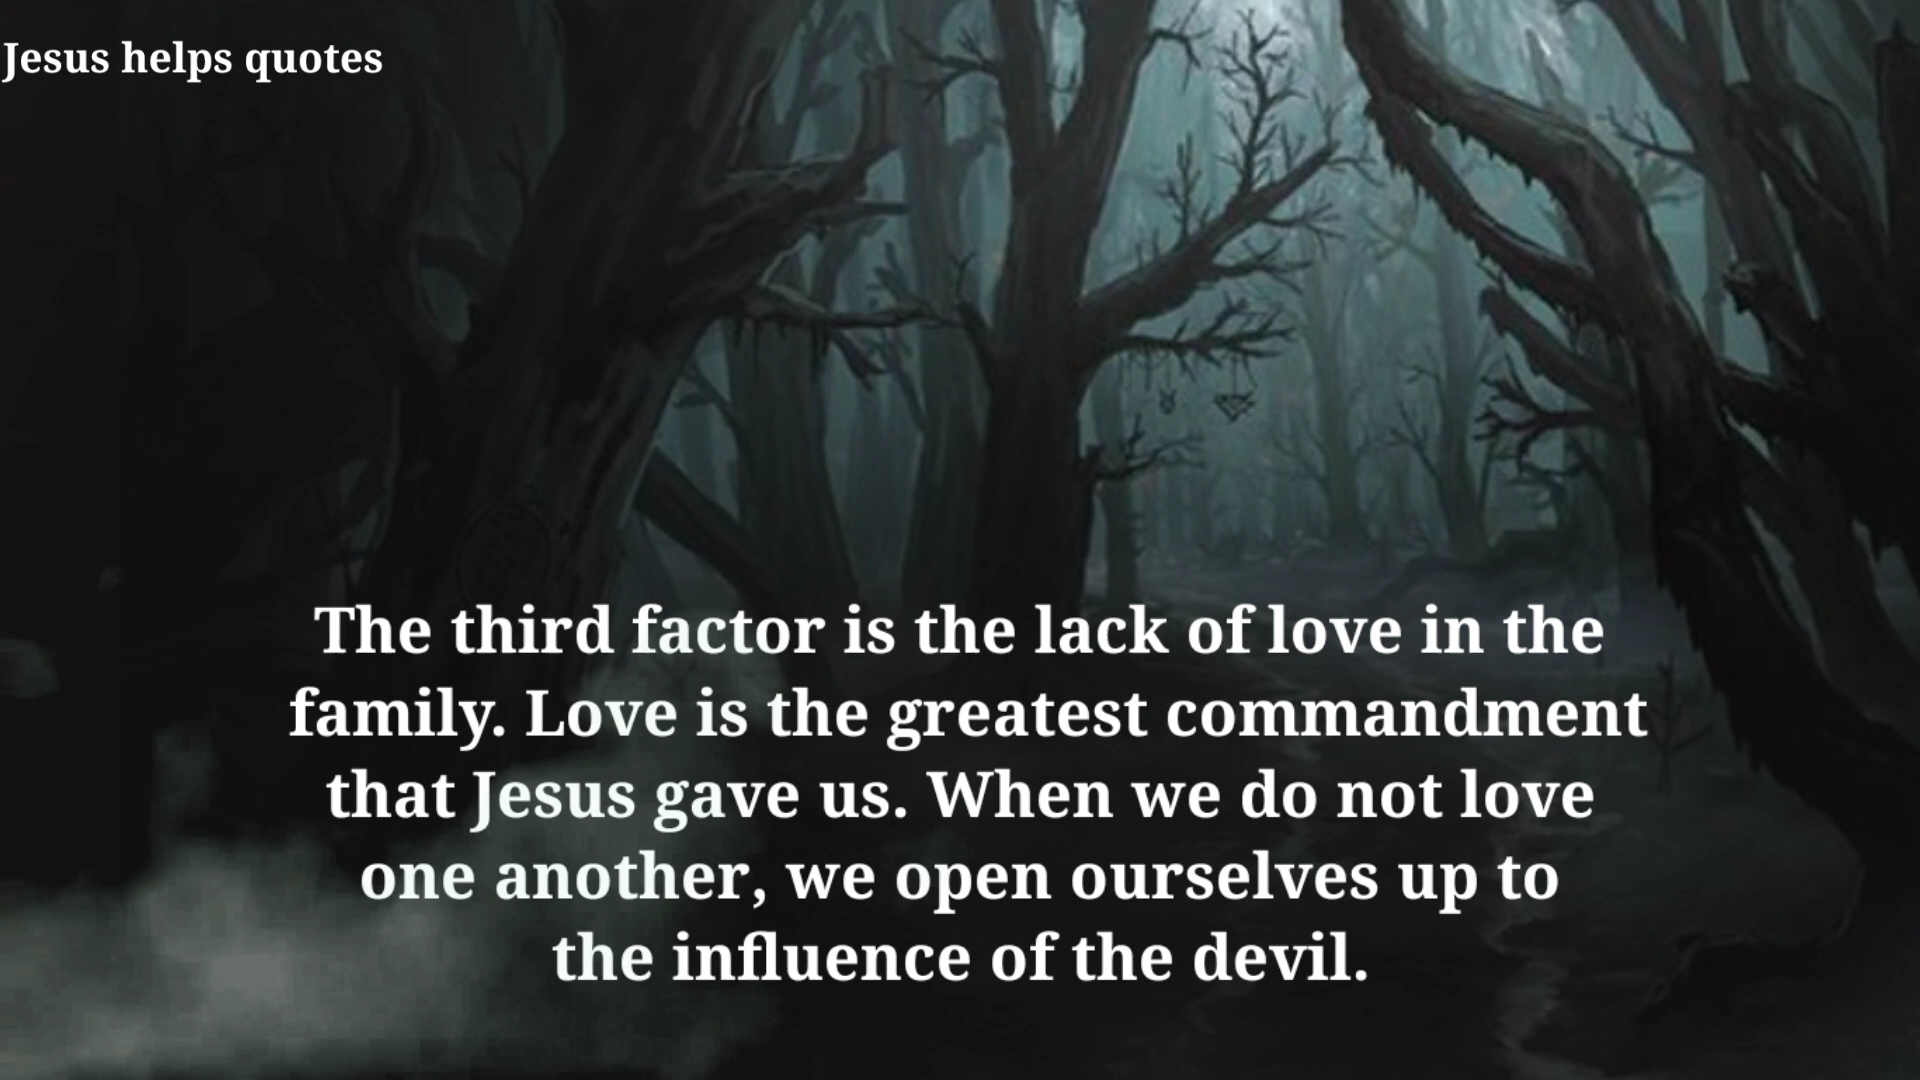 Jesus helps quotes
The third factor is the lack of love in the
family. Love is the greatest commandment
that Jesus gave us. When we do not love
one another, we open ourselves up to
the influence of the devil.